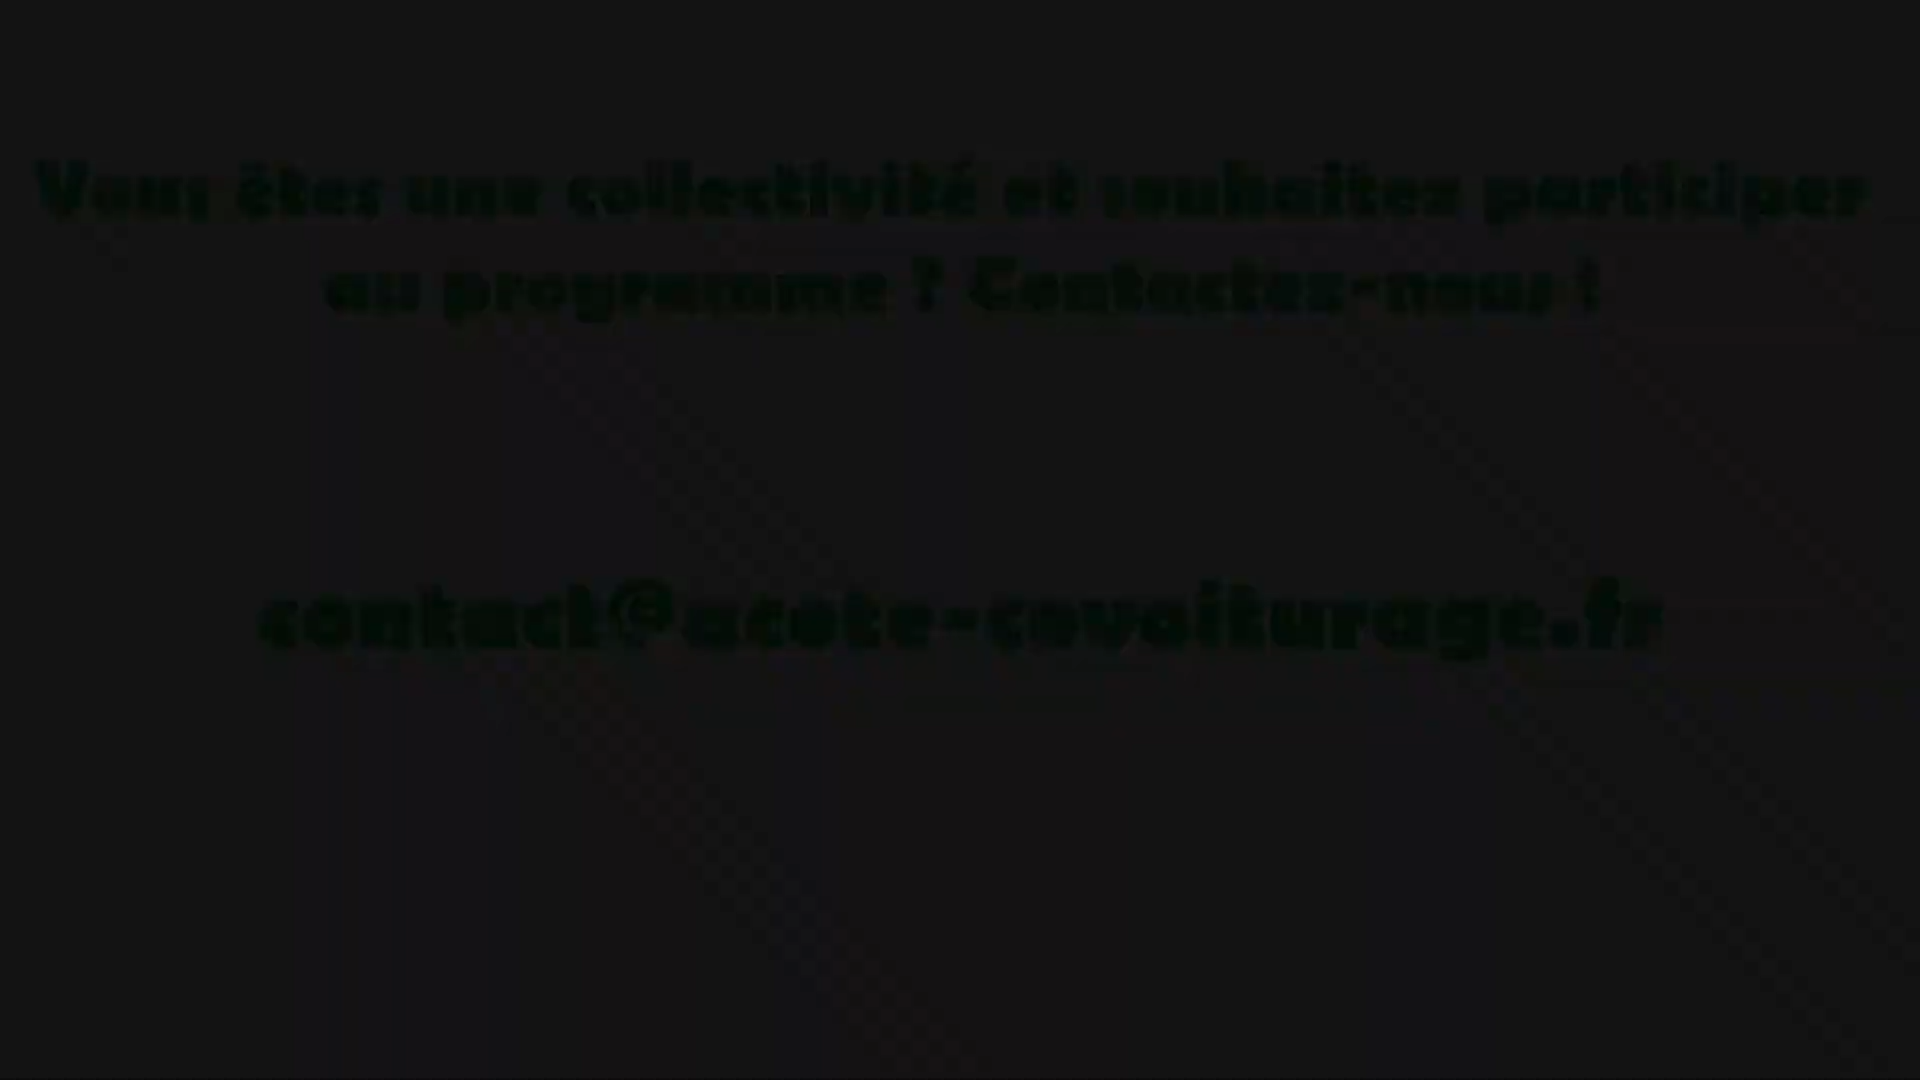 Vous êtes une collectivité et souhaitez participer
au programme ? Contactez-nous !
contact@acote-covoiturage.fr